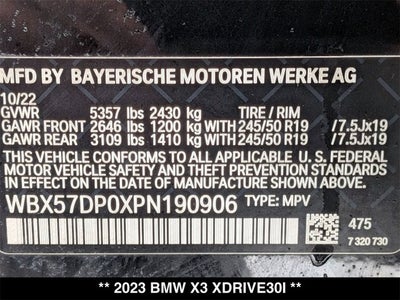 MFD BY BAYERISCHE MOTOREN WERKE AG
10/22
GVWR 5357 lbs 2430 kg TIRE / RIM
GAWR FRONT 2646 lbs 1200 kg WITH 245/50 R19 /7.5Jx19
GAWR REAR 3109 lbs 1410 kg WITH 245/50 R19 /7.5Jx19
THIS VEHICLE CONFORMS TO ALL APPLICABLE U. S. FEDERAL
MOTOR VEHICLE SAFETY AND THEFT PREVENTION STANDARDS
IN EFFECT ON THE DATE OF MANUFACTURE SHOWN ABOVE.
WBX57DP0XPN190906 TYPE: MPV
475
7 320 730
** 2023 BMW X3 XDRIVE30I **